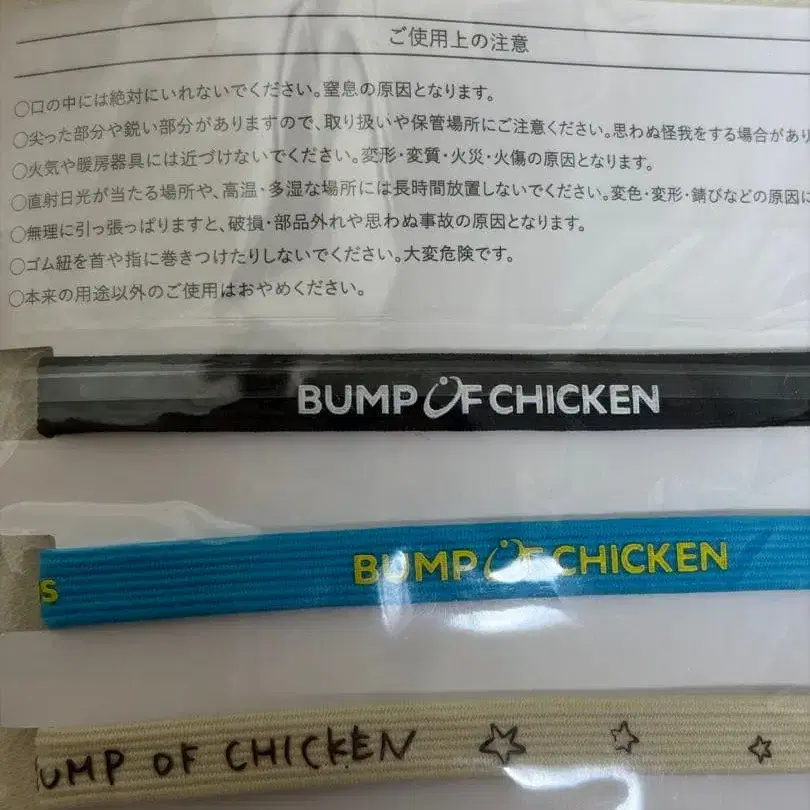 ご使用上の注意
○口の中には絶対にいれないでください。窒息の原因となります。
○尖った部分や鋭い部分がありますので、取り扱いや保管場所にご注意ください。思わぬ怪我をする場合があり
○火気や暖房器具には近づけないでください。変形・変質・火災・火傷の原因となります。
○直射日光が当たる場所や、高温・多湿な場所には長時間放置しないでください。変色・変形・錆びなどの原因に
○無理に引っ張っぱりますと、破損・部品外れや思わぬ事故の原因となります。
○ゴム紐を首や指に巻きつけたりしないでください。大変危険です。
○本来の用途以外のご使用はおやめください。
BUMP OF CHICKEN
S BUMP OF CHICKEN
UMP OF CHICKEN